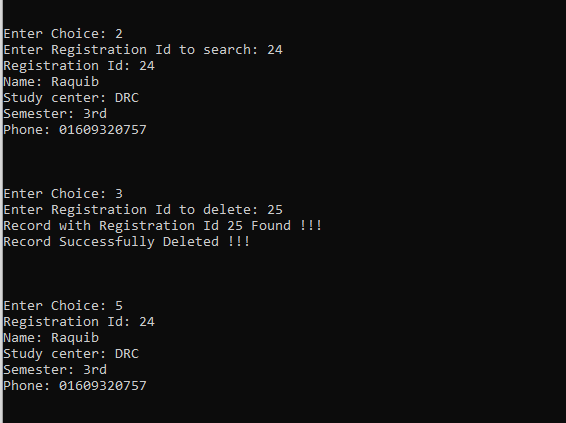 Enter Choice: 2
Enter Registration Id to search: 24
Registration Id: 24
Name: Raquib
Study center: DRC
Semester: 3rd
Phone: 01609320757
Enter Choice: 3
Enter Registration Id to delete: 25
Record with Registration Id 25 Found !!!
Record Successfully Deleted !!!
Enter Choice: 5
Registration Id: 24
Name: Raquib
Study center: DRC
Semester: 3rd
Phone: 01609320757